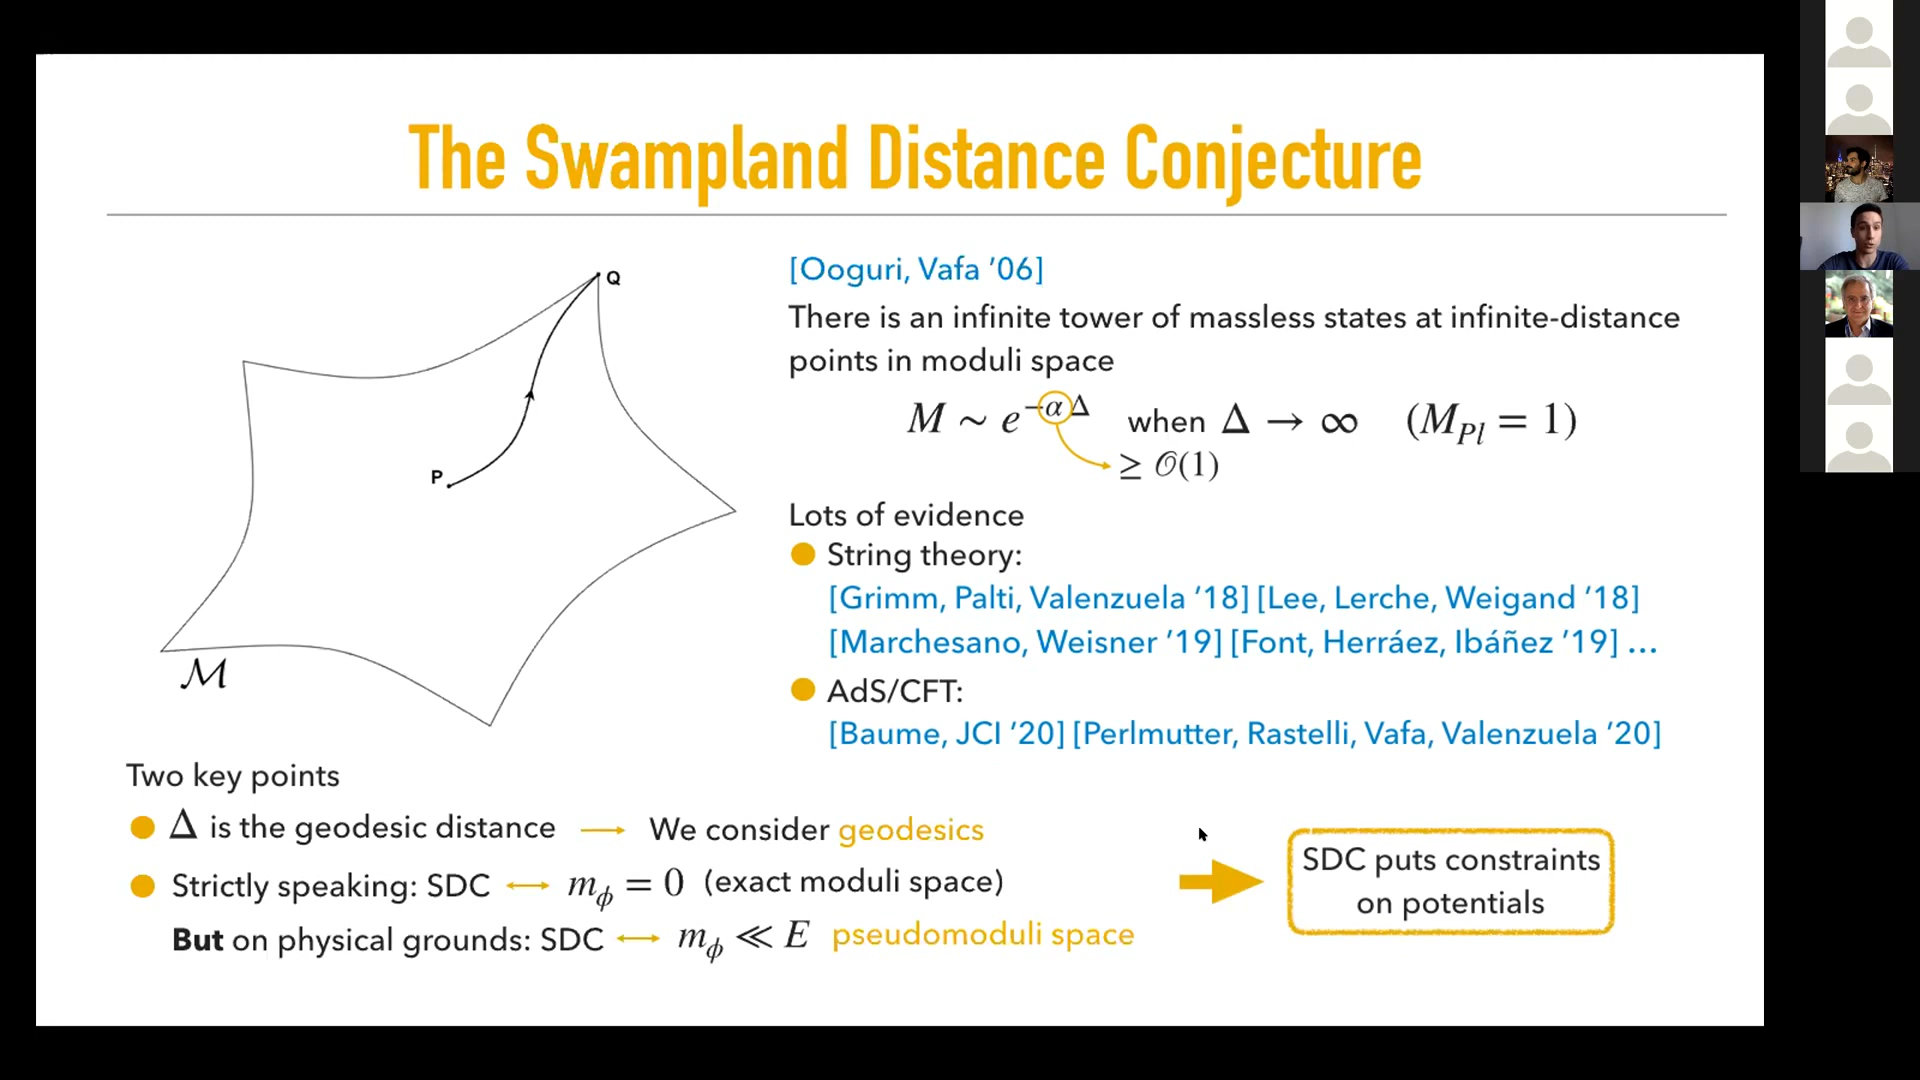 The Swampland Distance Conjecture
Q
P
ℳ
[Ooguri, Vafa ’06]
There is an infinite tower of massless states at infinite-distance
points in moduli space
M ∼ e^{−αΔ} when Δ → ∞ (M_{Pl} = 1)
≥ 𝒪(1)
Lots of evidence
String theory:
[Grimm, Palti, Valenzuela ’18] [Lee, Lerche, Weigand ’18]
[Marchesano, Weisner ’19] [Font, Herráez, Ibáñez ’19] ...
AdS/CFT:
[Baume, JCI ’20] [Perlmutter, Rastelli, Vafa, Valenzuela ’20]
Two key points
Δ is the geodesic distance → We consider geodesics
Strictly speaking: SDC ↔ m_ϕ = 0 (exact moduli space)
But on physical grounds: SDC ↔ m_ϕ ≪ E pseudomoduli space
SDC puts constraints
on potentials